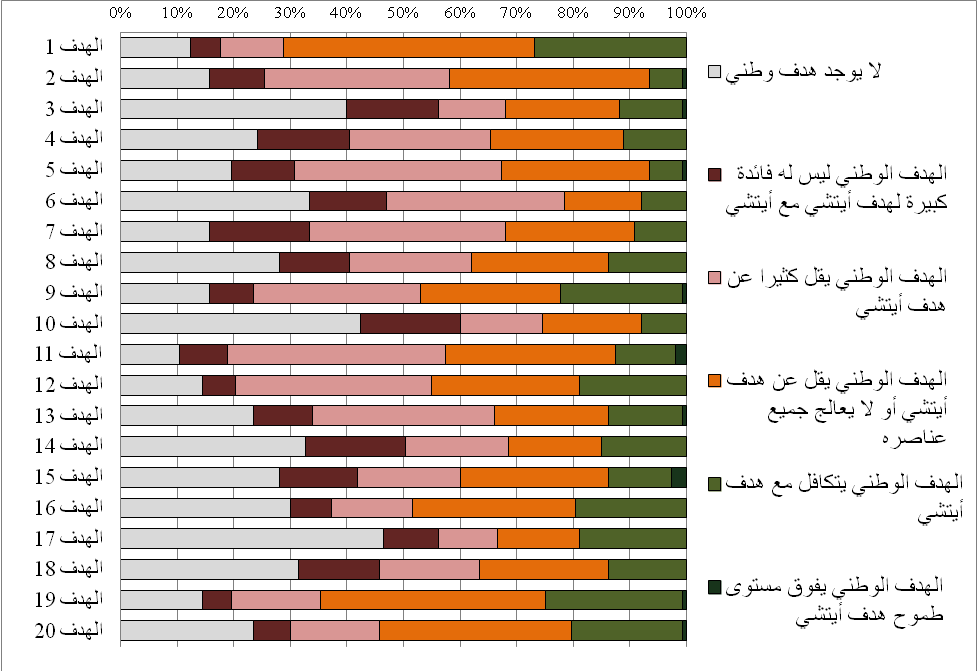 0% 10% 20% 30% 40% 50% 60% 70% 80% 90% 100%
الهدف 1
الهدف 2
الهدف 3
الهدف 4
الهدف 5
الهدف 6
الهدف 7
الهدف 8
الهدف 9
الهدف 10
الهدف 11
الهدف 12
الهدف 13
الهدف 14
الهدف 15
الهدف 16
الهدف 17
الهدف 18
الهدف 19
الهدف 20
لا يوجد هدف وطني
الهدف الوطني ليس له فائدة
كبيرة لهدف أيتشي مع أيتشي
الهدف الوطني يقل كثيرا عن
هدف أيتشي
الهدف الوطني يقل عن هدف
أيتشي أو لا يعالج جميع
عناصره
الهدف الوطني يتكافل مع هدف
أيتشي
الهدف الوطني يفوق مستوى
طموح هدف أيتشي